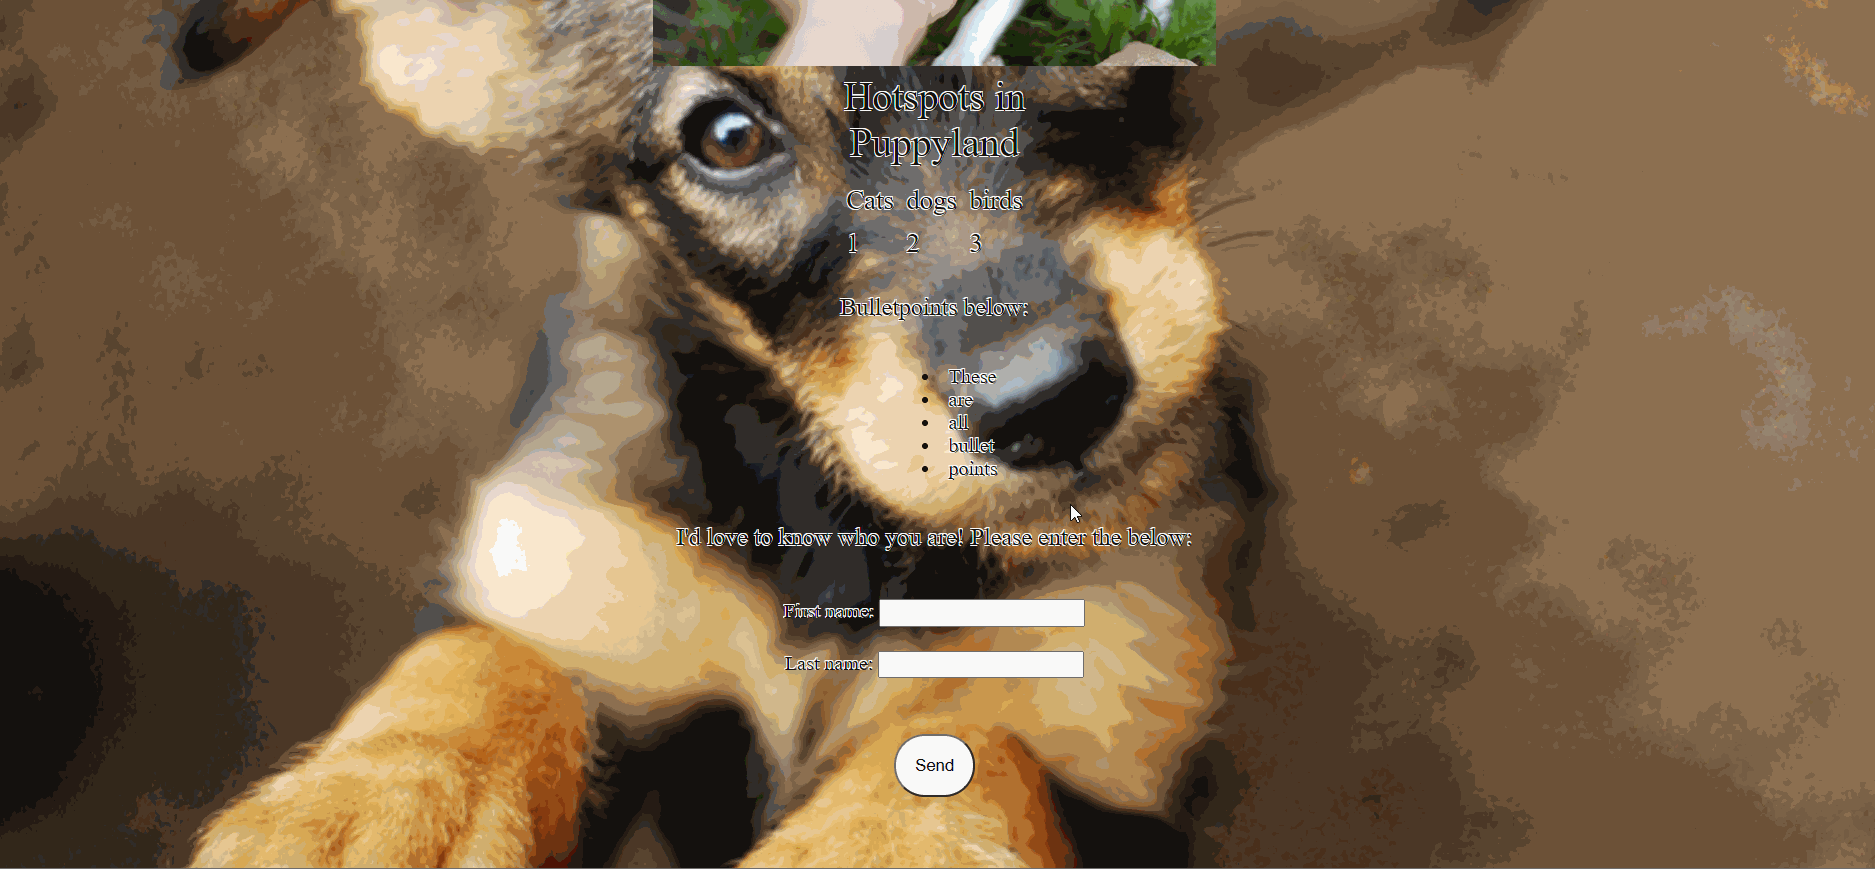 Hotspots in
Puppyland
Cats dogs birds
1 2 3
Bulletpoints below:
These
are
all
bullet
points
I'd love to know who you are! Please enter the below:
First name:
Last name:
Send